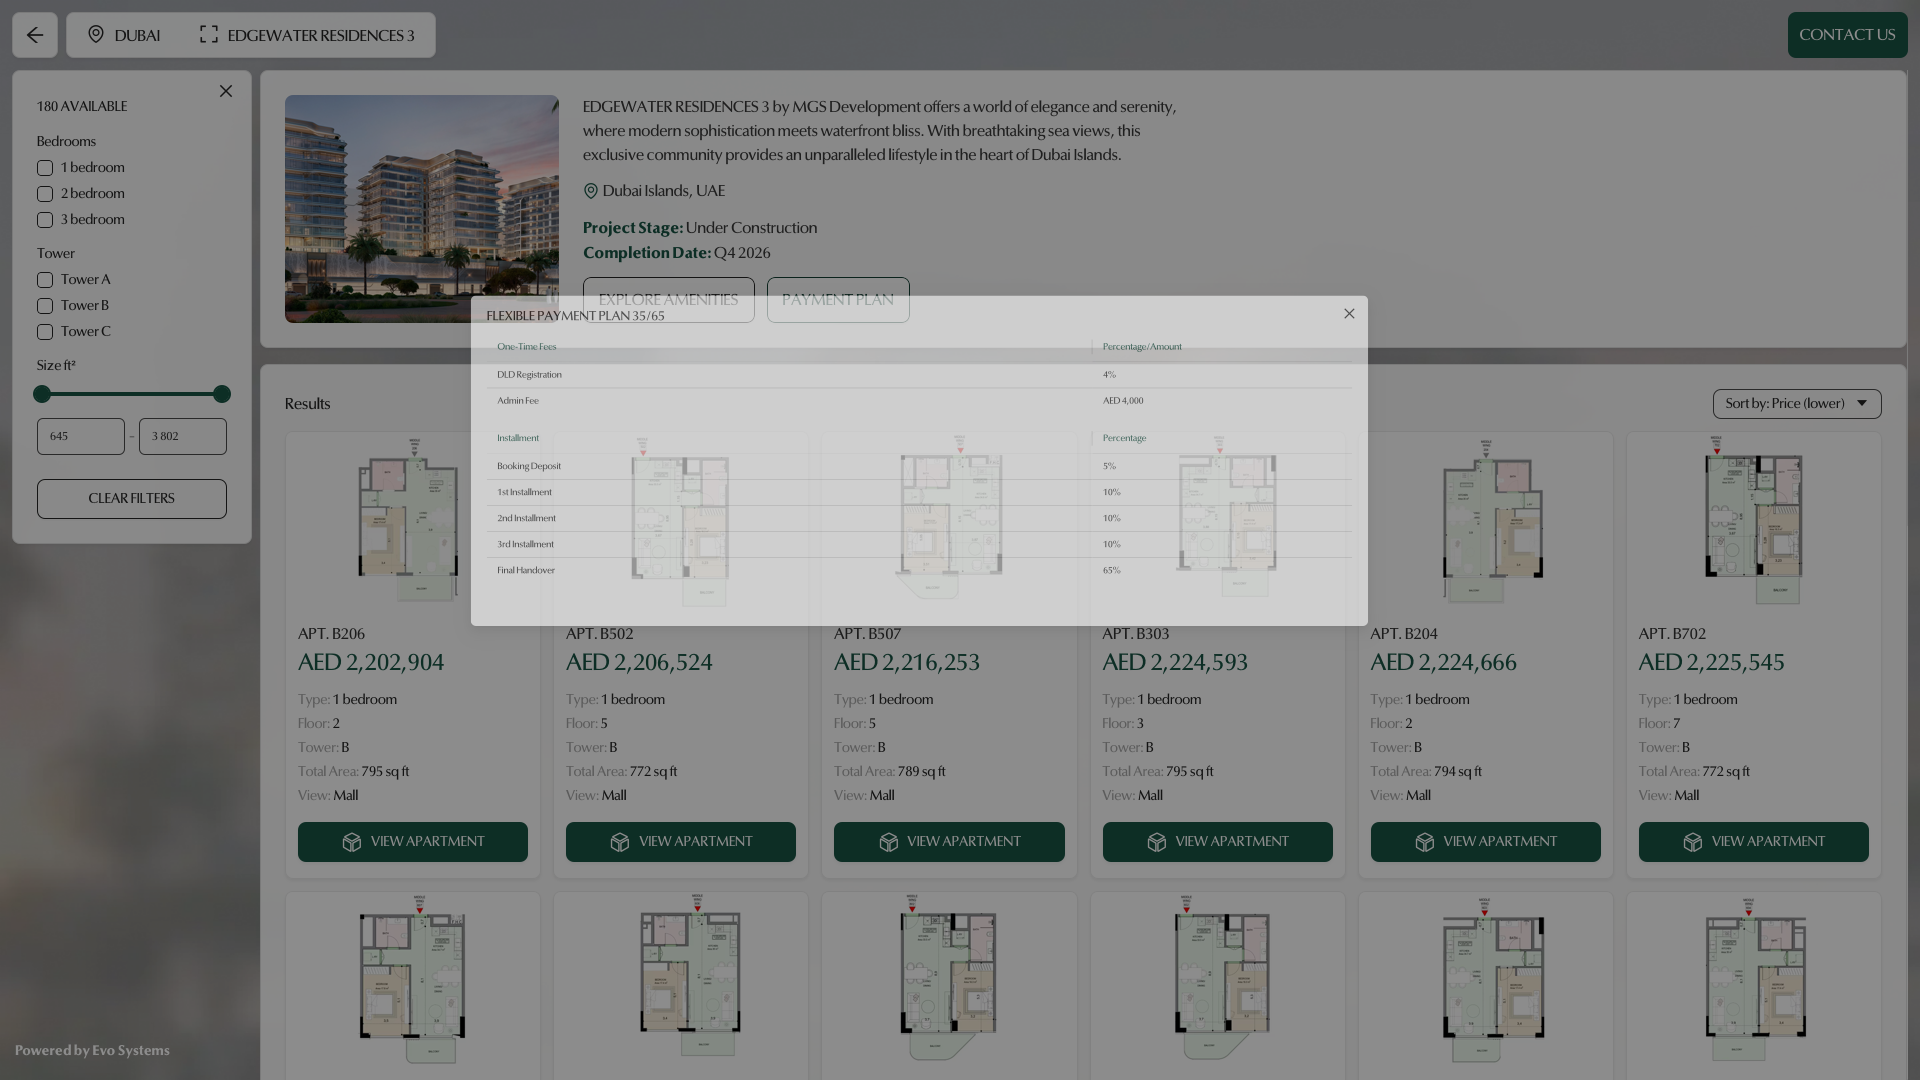 DUBAI
EDGEWATER RESIDENCES 3
CONTACT US
180 AVAILABLE
Bedrooms
1 bedroom
2 bedroom
3 bedroom
Tower
Tower A
Tower B
Tower C
Size ft²
645 - 3 802
CLEAR FILTERS
EDGEWATER RESIDENCES 3 by MGS Development offers a world of elegance and serenity,
where modern sophistication meets waterfront bliss. With breathtaking sea views, this
exclusive community provides an unparalleled lifestyle in the heart of Dubai Islands.
Dubai Islands, UAE
Project Stage: Under Construction
Completion Date: Q4 2026
EXPLORE AMENITIES
PAYMENT PLAN
FLEXIBLE PAYMENT PLAN 35/65
One-Time Fees Percentage/Amount
DLD Registration 4%
Admin Fee AED 4,000
Installment Percentage
Booking Deposit 5%
1st Installment 10%
2nd Installment 10%
3rd Installment 10%
Final Handover 65%
Results
Sort by: Price (lower)
APT. B206
AED 2,202,904
Type: 1 bedroom
Floor: 2
Tower: B
Total Area: 795 sq ft
View: Mall
VIEW APARTMENT
APT. B502
AED 2,206,524
Type: 1 bedroom
Floor: 5
Tower: B
Total Area: 772 sq ft
View: Mall
VIEW APARTMENT
APT. B507
AED 2,216,253
Type: 1 bedroom
Floor: 5
Tower: B
Total Area: 789 sq ft
View: Mall
VIEW APARTMENT
APT. B303
AED 2,224,593
Type: 1 bedroom
Floor: 3
Tower: B
Total Area: 795 sq ft
View: Mall
VIEW APARTMENT
APT. B204
AED 2,224,666
Type: 1 bedroom
Floor: 2
Tower: B
Total Area: 794 sq ft
View: Mall
VIEW APARTMENT
APT. B702
AED 2,225,545
Type: 1 bedroom
Floor: 7
Tower: B
Total Area: 772 sq ft
View: Mall
VIEW APARTMENT
Powered by Evo Systems